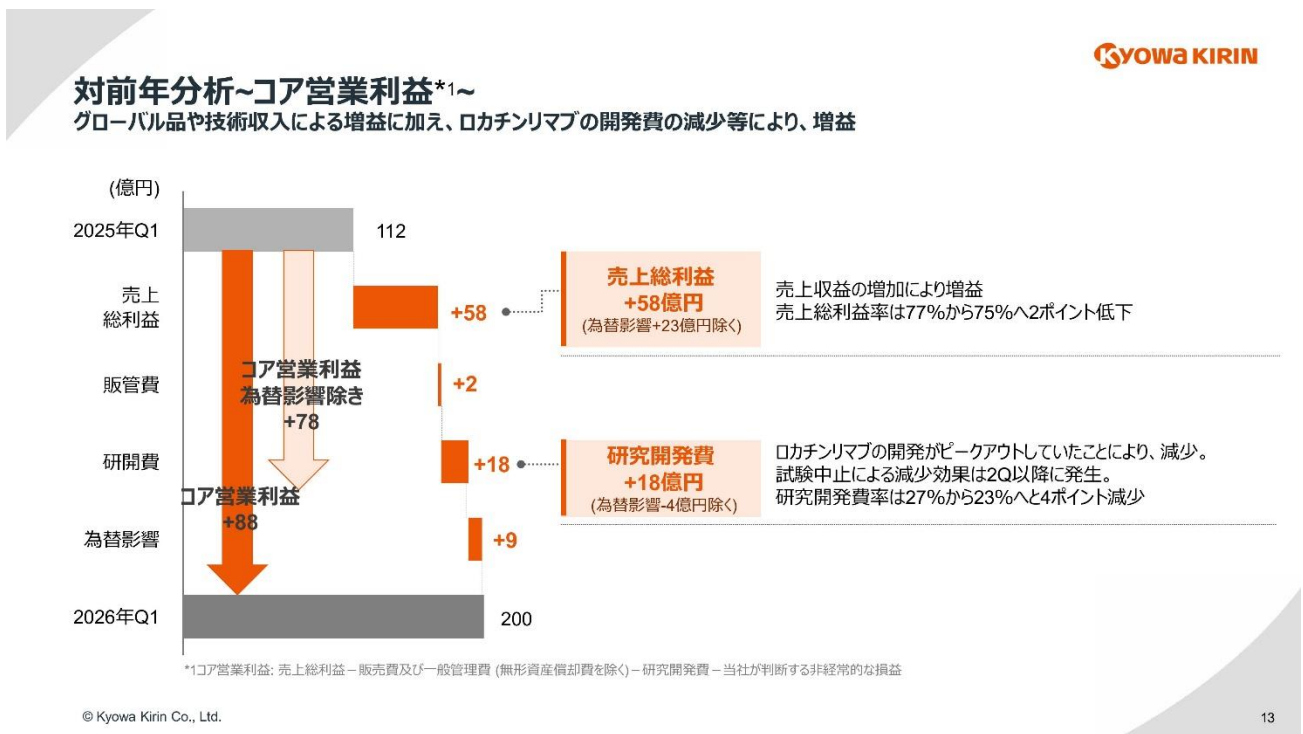 Kyowa KIRIN
対前年分析~コア営業利益*1~
グローバル品や技術収入による増益に加え、ロカチンリマブの開発費の減少等により、増益
(億円)
2025年Q1
112
売上
総利益
+58
売上総利益
+58億円
(為替影響+23億円除く)
売上収益の増加により増益
売上総利益率は77%から75%へ2ポイント低下
販管費
+2
コア営業利益
為替影響除き
+78
研開費
+18
研究開発費
+18億円
(為替影響-4億円除く)
ロカチンリマブの開発がピークアウトしていたことにより、減少。
試験中止による減少効果は2Q以降に発生。
研究開発費率は27%から23%へと4ポイント減少
コア営業利益
+88
為替影響
+9
2026年Q1
200
*1コア営業利益: 売上総利益－販売費及び一般管理費 (無形資産償却費を除く)－研究開発費－当社が判断する非経常的な損益
© Kyowa Kirin Co., Ltd.
13